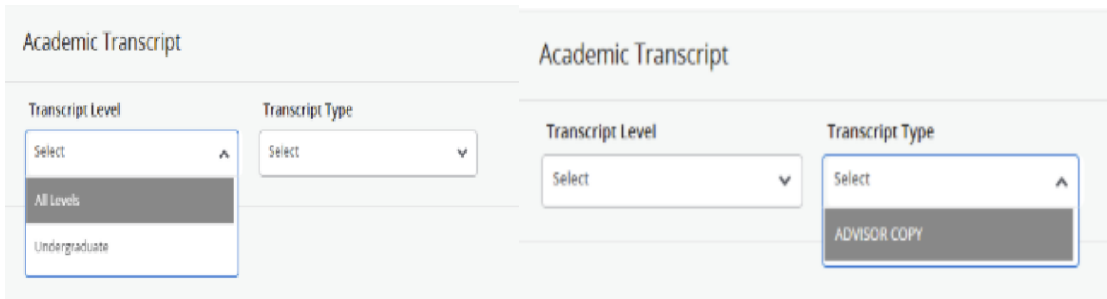 Academic Transcript
Transcript Level Transcript Type
Select Select
All Levels
Undergraduate
Academic Transcript
Transcript Level Transcript Type
Select Select
ADVISOR COPY